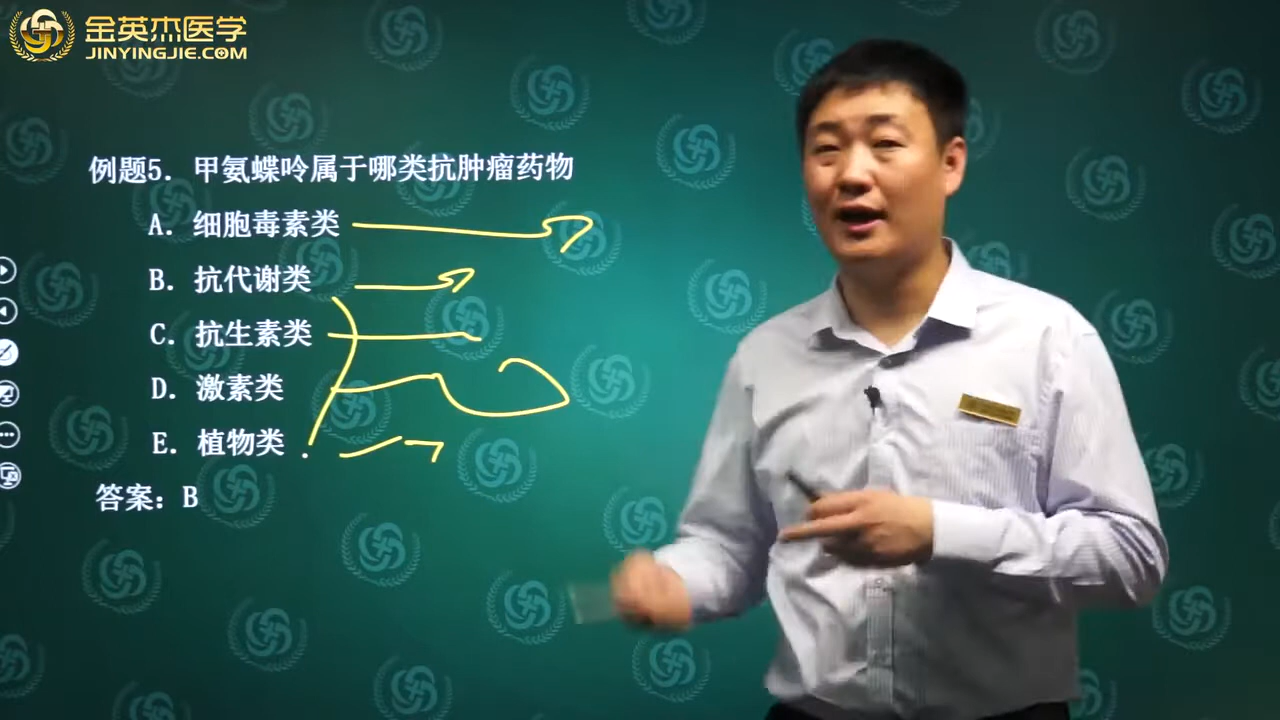 金英杰医学
JINYINGJIE.COM
例题5. 甲氨蝶呤属于哪类抗肿瘤药物
A. 细胞毒素类
B. 抗代谢类
C. 抗生素类
D. 激素类
E. 植物类
答案：B